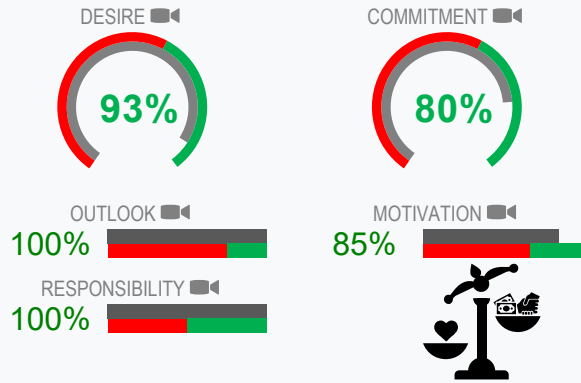 DESIRE
COMMITMENT
93%
80%
OUTLOOK
MOTIVATION
100%
85%
RESPONSIBILITY
100%